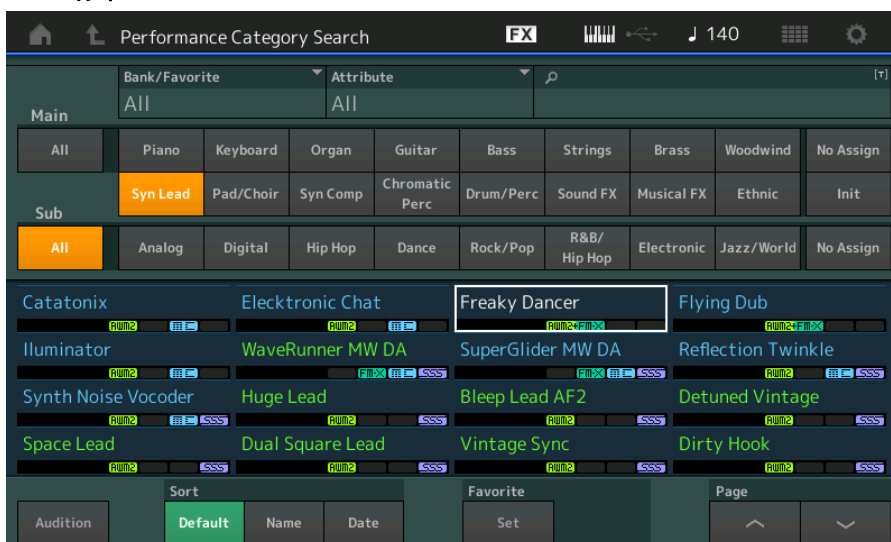 Performance Category Search FX ♩ 140
Bank/Favorite Attribute [T]
Main All All
All Piano Keyboard Organ Guitar Bass Strings Brass Woodwind No Assign
Sub Syn Lead Pad/Choir Syn Comp Chromatic Perc Drum/Perc Sound FX Musical FX Ethnic Init
All Analog Digital Hip Hop Dance Rock/Pop R&B/ Hip Hop Electronic Jazz/World No Assign
Catatonix Elecktronic Chat Freaky Dancer Flying Dub
AWM2 AWM2 AWM2+FM-X AWM2+FM-X
Iluminator WaveRunner MW DA SuperGlider MW DA Reflection Twinkle
AWM2 FM-X SSS FM-X SSS AWM2 SSS
Synth Noise Vocoder Huge Lead Bleep Lead AF2 Detuned Vintage
AWM2 SSS AWM2 SSS AWM2 SSS AWM2 SSS
Space Lead Dual Square Lead Vintage Sync Dirty Hook
AWM2 SSS AWM2 SSS AWM2 SSS AWM2 SSS
Sort Favorite Page
Audition Default Name Date Set